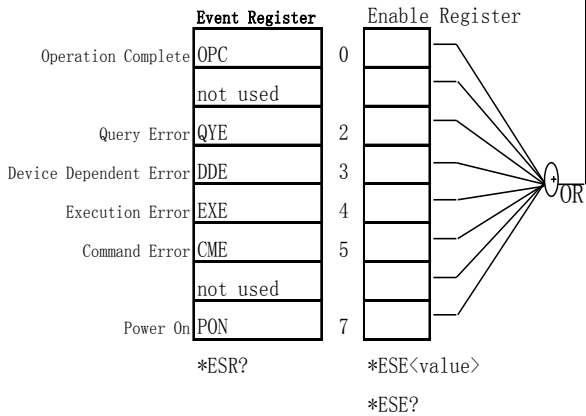 Event Register Enable Register
Operation Complete OPC 0
not used
Query Error QYE 2
Device Dependent Error DDE 3
Execution Error EXE 4
Command Error CME 5
not used
Power On PON 7
+
OR
*ESR? *ESE<value>
*ESE?